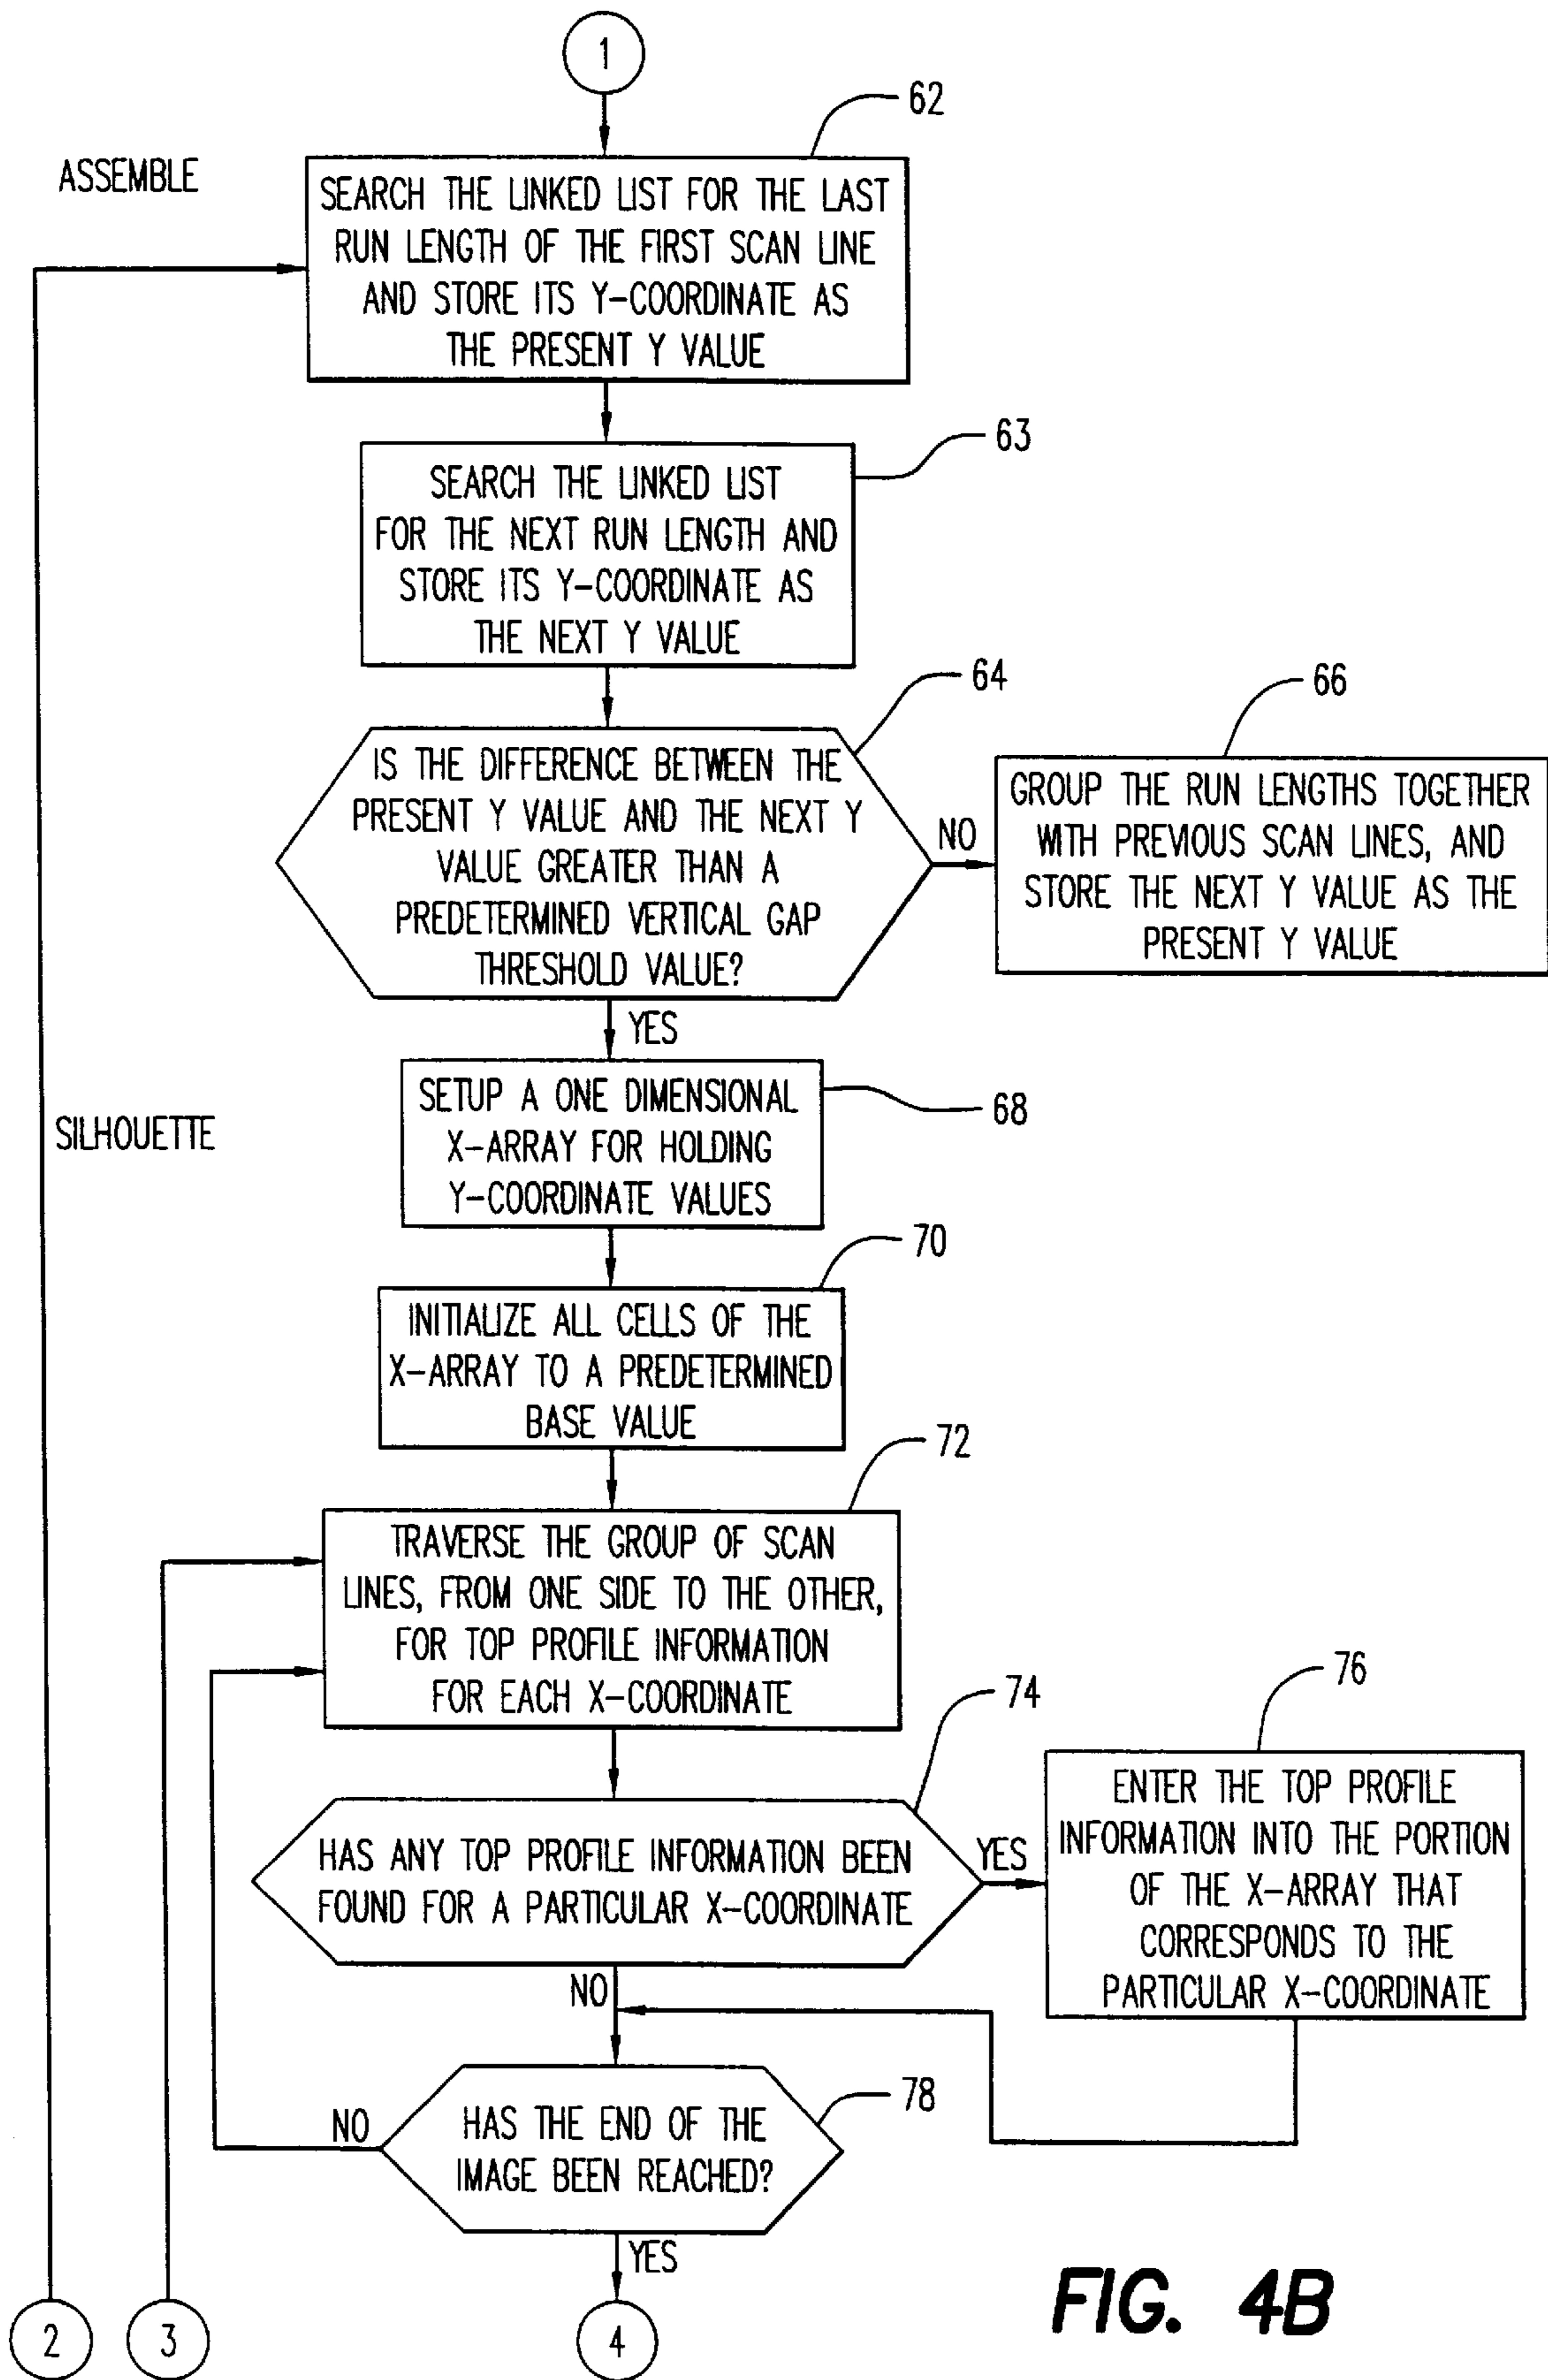 1
62
ASSEMBLE
SEARCH THE LINKED LIST FOR THE LAST
RUN LENGTH OF THE FIRST SCAN LINE
AND STORE ITS Y-COORDINATE AS
THE PRESENT Y VALUE
63
SEARCH THE LINKED LIST
FOR THE NEXT RUN LENGTH AND
STORE ITS Y-COORDINATE AS
THE NEXT Y VALUE
64
66
IS THE DIFFERENCE BETWEEN THE
PRESENT Y VALUE AND THE NEXT Y
VALUE GREATER THAN A
PREDETERMINED VERTICAL GAP
THRESHOLD VALUE?
NO
GROUP THE RUN LENGTHS TOGETHER
WITH PREVIOUS SCAN LINES, AND
STORE THE NEXT Y VALUE AS THE
PRESENT Y VALUE
YES
SILHOUETTE
SETUP A ONE DIMENSIONAL
X-ARRAY FOR HOLDING
Y-COORDINATE VALUES
68
70
INITIALIZE ALL CELLS OF THE
X-ARRAY TO A PREDETERMINED
BASE VALUE
72
TRAVERSE THE GROUP OF SCAN
LINES, FROM ONE SIDE TO THE OTHER,
FOR TOP PROFILE INFORMATION
FOR EACH X-COORDINATE
74
76
HAS ANY TOP PROFILE INFORMATION BEEN
FOUND FOR A PARTICULAR X-COORDINATE
YES
ENTER THE TOP PROFILE
INFORMATION INTO THE PORTION
OF THE X-ARRAY THAT
CORRESPONDS TO THE
PARTICULAR X-COORDINATE
NO
78
HAS THE END OF THE
IMAGE BEEN REACHED?
NO
YES
2
3
4
FIG. 4B